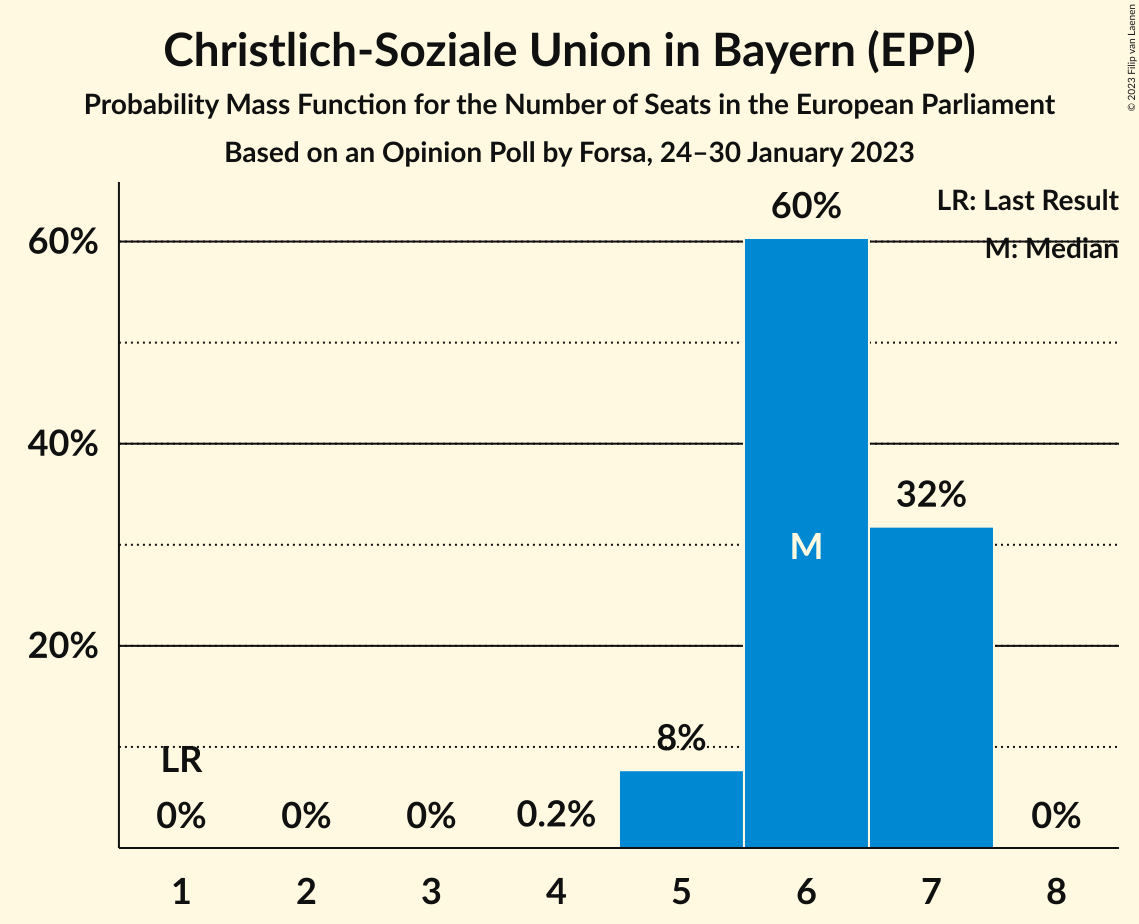 Christlich-Soziale Union in Bayern (EPP)
Probability Mass Function for the Number of Seats in the European Parliament
Based on an Opinion Poll by Forsa, 24–30 January 2023
© 2023 Filip van Laenen
LR: Last Result
M: Median
60%
40%
20%
LR
0%
0%
0%
0.2%
8%
60%
M
32%
0%
1 2 3 4 5 6 7 8